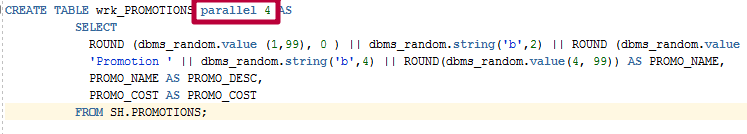 CREATE TABLE wrk_PROMOTIONS parallel 4 AS
SELECT
ROUND (dbms_random.value (1,99), 0 ) || dbms_random.string('b',2) || ROUND (dbms_random.value
'Promotion ' || dbms_random.string('b',4) || ROUND(dbms_random.value(4, 99)) AS PROMO_NAME,
PROMO_NAME AS PROMO_DESC,
PROMO_COST AS PROMO_COST
FROM SH.PROMOTIONS;